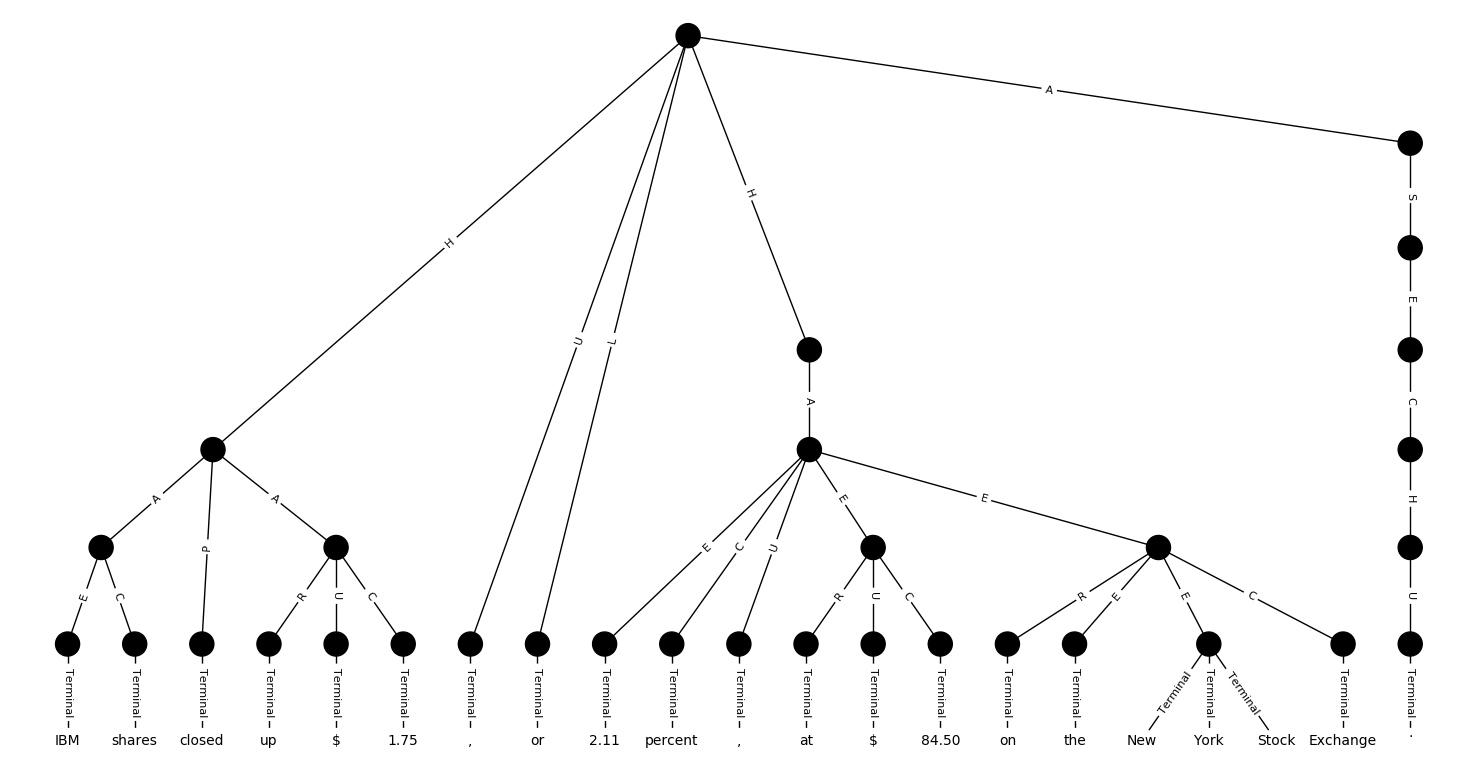 A
S
H
H
E
U
L
A
C
A
A
E
E
H
P
E
C
U
E
C
R
U
C
R
U
C
R
E
E
C
U
Terminal Terminal Terminal Terminal Terminal Terminal Terminal Terminal Terminal Terminal Terminal Terminal Terminal Terminal Terminal Terminal Terminal Terminal Terminal Terminal Terminal
IBM shares closed up $ 1.75 , or 2.11 percent , at $ 84.50 on the New York Stock Exchange .